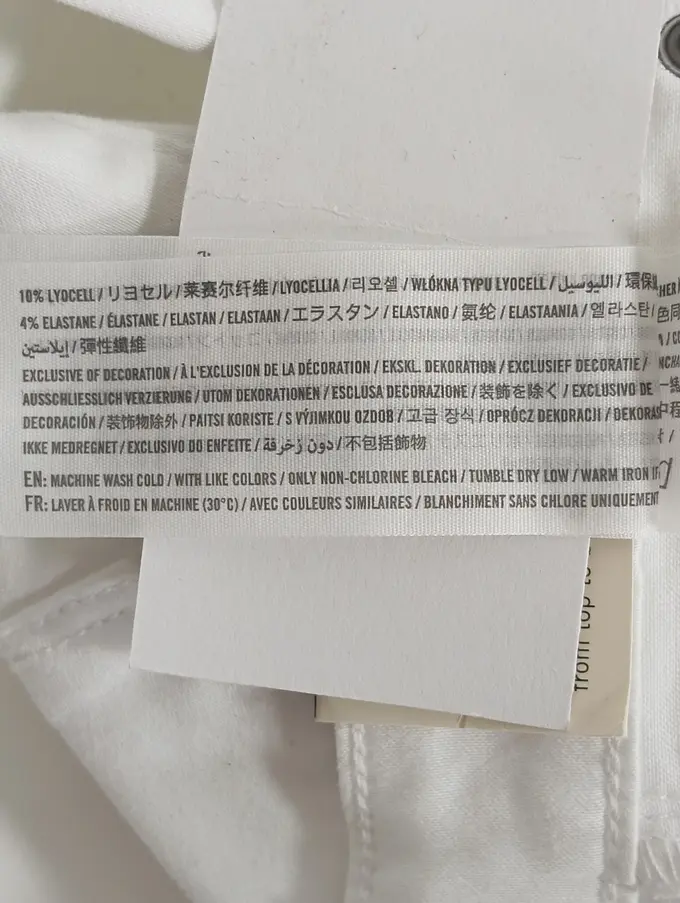 10% LYOCELL / リヨセル / 莱赛尔纤维 / LYOCELLIA / 리오셀 / WŁÓKNA TYPU LYOCELL / الليوسيل / 環保
4% ELASTANE / ÉLASTANE / ELASTAN / ELASTAAN / エラスタン / ELASTANO / 氨纶 / ELASTAANIA / 엘라스탄 /
إيلاستين / 彈性纖維
EXCLUSIVE OF DECORATION / À L'EXCLUSION DE LA DÉCORATION / EKSKL. DEKORATION / EXCLUSIEF DECORATIE /
AUSSCHLIESSLICH VERZIERUNG / UTOM DEKORATIONEN / ESCLUSA DECORAZIONE / 装飾を除く / EXCLUSIVO DE
DECORACIÓN / 装饰物除外 / PAITSI KORISTE / S VÝJIMKOU OZDOB / 고급 장식 / OPRÓCZ DEKORACJI / DEKORAS
IKKE MEDREGNET / EXCLUSIVO DO ENFEITE / دون زخرفة / 不包括飾物
EN: MACHINE WASH COLD / WITH LIKE COLORS / ONLY NON-CHLORINE BLEACH / TUMBLE DRY LOW / WARM IRON IF
FR: LAVER À FROID EN MACHINE (30°C) / AVEC COULEURS SIMILAIRES / BLANCHIMENT SANS CHLORE UNIQUEMENT
from top to